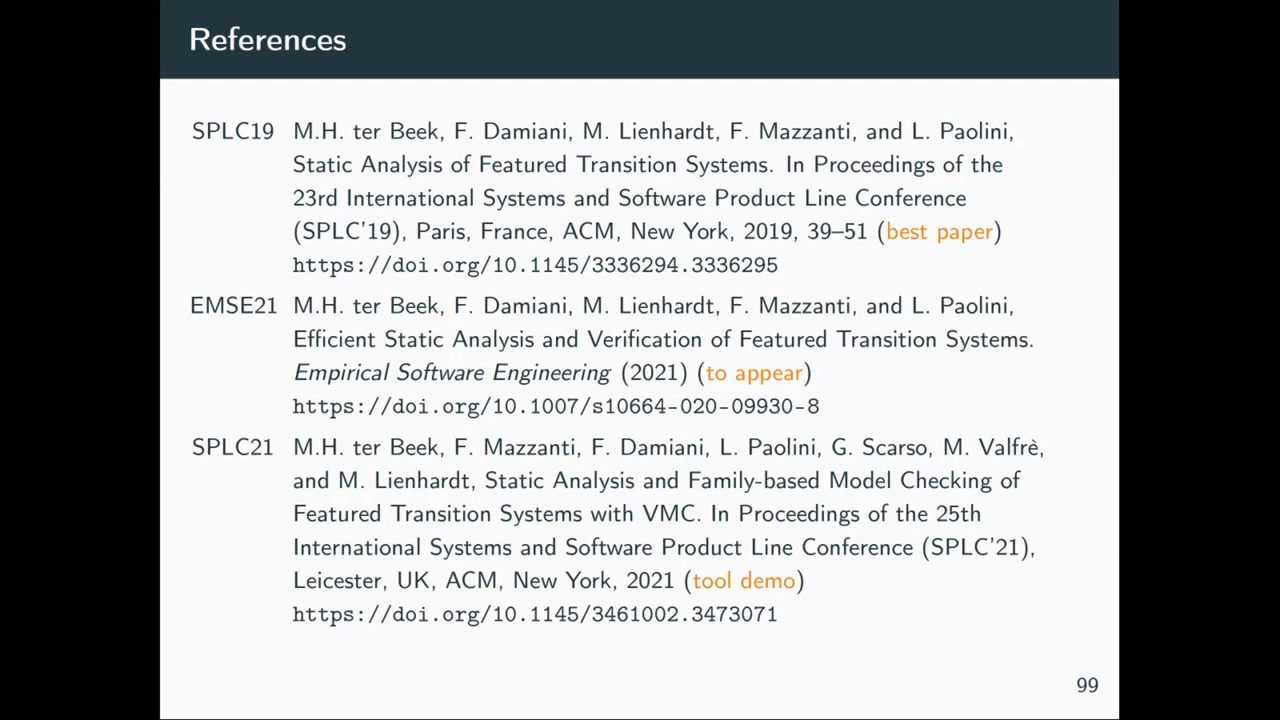 References
SPLC19 M.H. ter Beek, F. Damiani, M. Lienhardt, F. Mazzanti, and L. Paolini,
Static Analysis of Featured Transition Systems. In Proceedings of the
23rd International Systems and Software Product Line Conference
(SPLC'19), Paris, France, ACM, New York, 2019, 39–51 (best paper)
https://doi.org/10.1145/3336294.3336295
EMSE21 M.H. ter Beek, F. Damiani, M. Lienhardt, F. Mazzanti, and L. Paolini,
Efficient Static Analysis and Verification of Featured Transition Systems.
Empirical Software Engineering (2021) (to appear)
https://doi.org/10.1007/s10664-020-09930-8
SPLC21 M.H. ter Beek, F. Mazzanti, F. Damiani, L. Paolini, G. Scarso, M. Valfrè,
and M. Lienhardt, Static Analysis and Family-based Model Checking of
Featured Transition Systems with VMC. In Proceedings of the 25th
International Systems and Software Product Line Conference (SPLC'21),
Leicester, UK, ACM, New York, 2021 (tool demo)
https://doi.org/10.1145/3461002.3473071
99